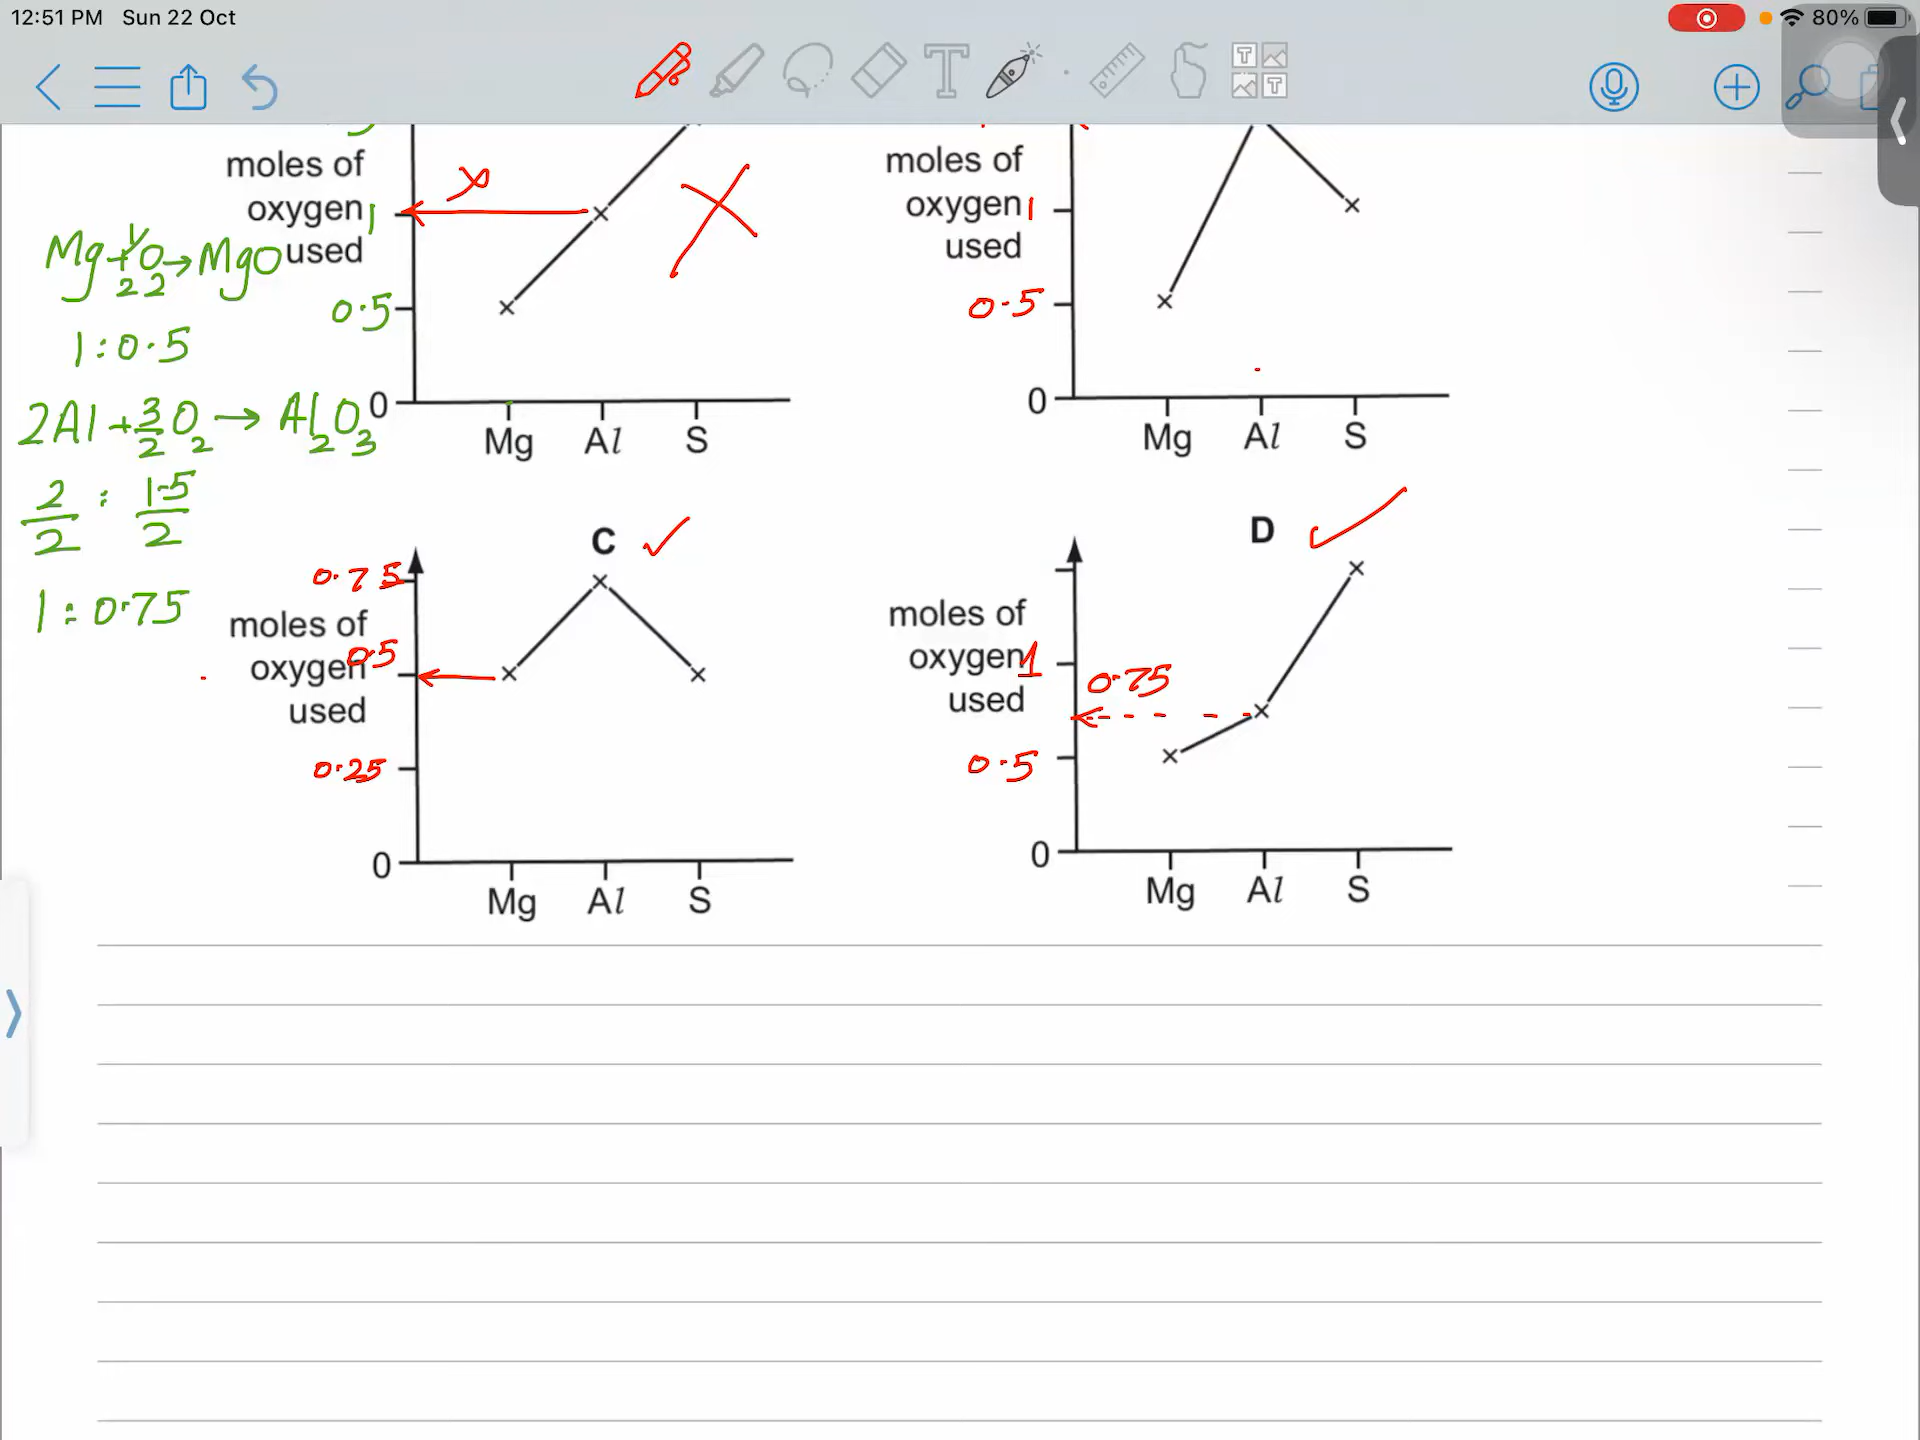 12:51 PM Sun 22 Oct
80%
moles of
oxygen
used
1
0.5
0
Mg Al S
moles of
oxygen
used
1
0.5
0
Mg Al S
Mg + 1/2 O2 → MgO
1 : 0.5
2Al + 3/2 O2 → Al2O3
2/2 : 1.5/2
1 : 0.75
C
0.75
moles of
oxygen
used
0.5
0.25
0
Mg Al S
D
moles of
oxygen
used
1
0.75
0.5
0
Mg Al S